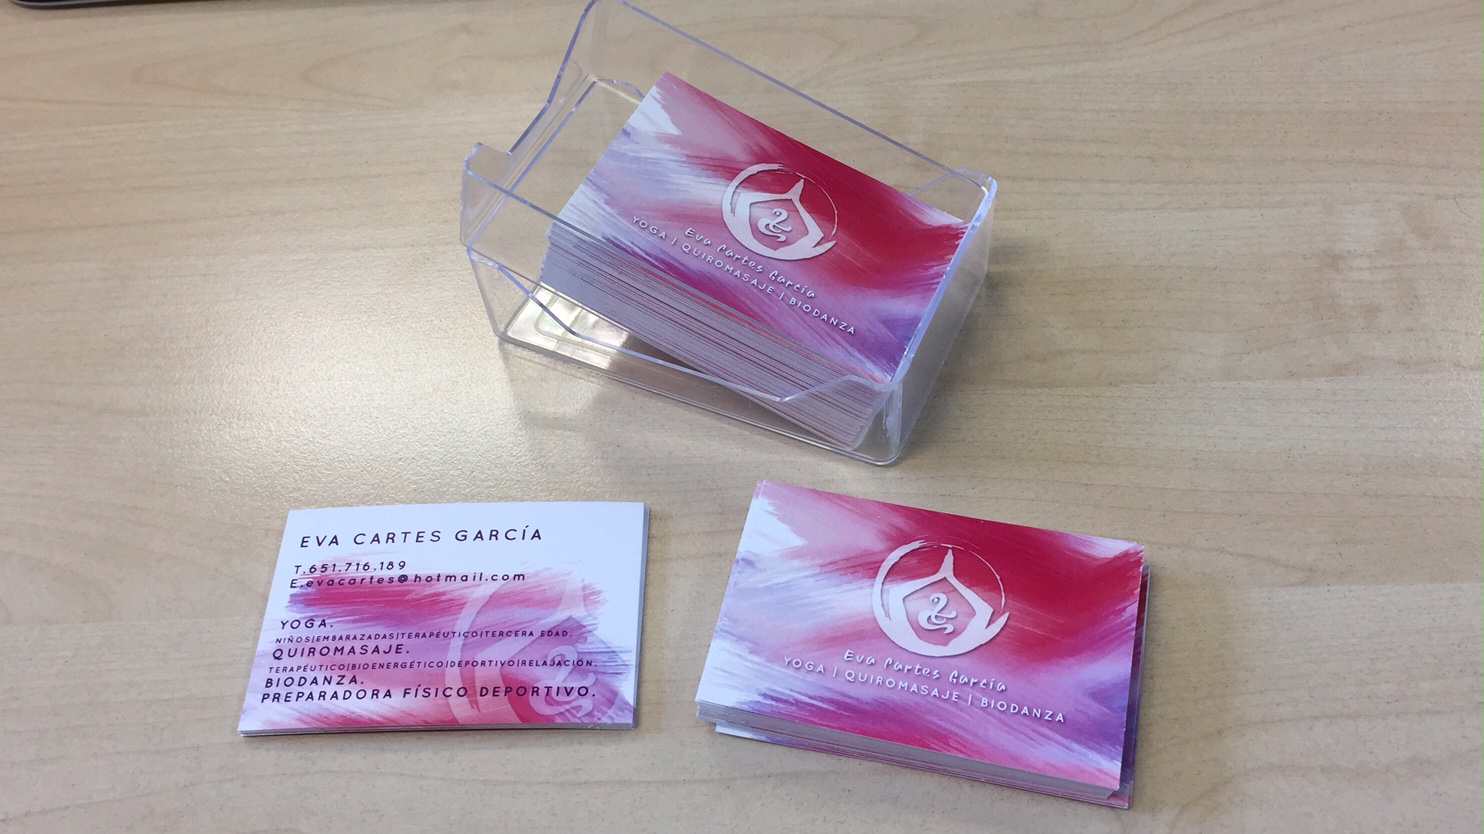 Eva Cartes García
YOGA | QUIROMASAJE | BIODANZA
EVA CARTES GARCÍA
T.651.716.189
E.evacartes@hotmail.com
YOGA.
NIÑOS|EMBARAZADAS|TERAPÉUTICO|TERCERA EDAD.
QUIROMASAJE.
TERAPÉUTICO|BIOENERGÉTICO|DEPORTIVO|RELAJACIÓN.
BIODANZA.
PREPARADORA FÍSICO DEPORTIVO.
Eva Cartes García
YOGA | QUIROMASAJE | BIODANZA